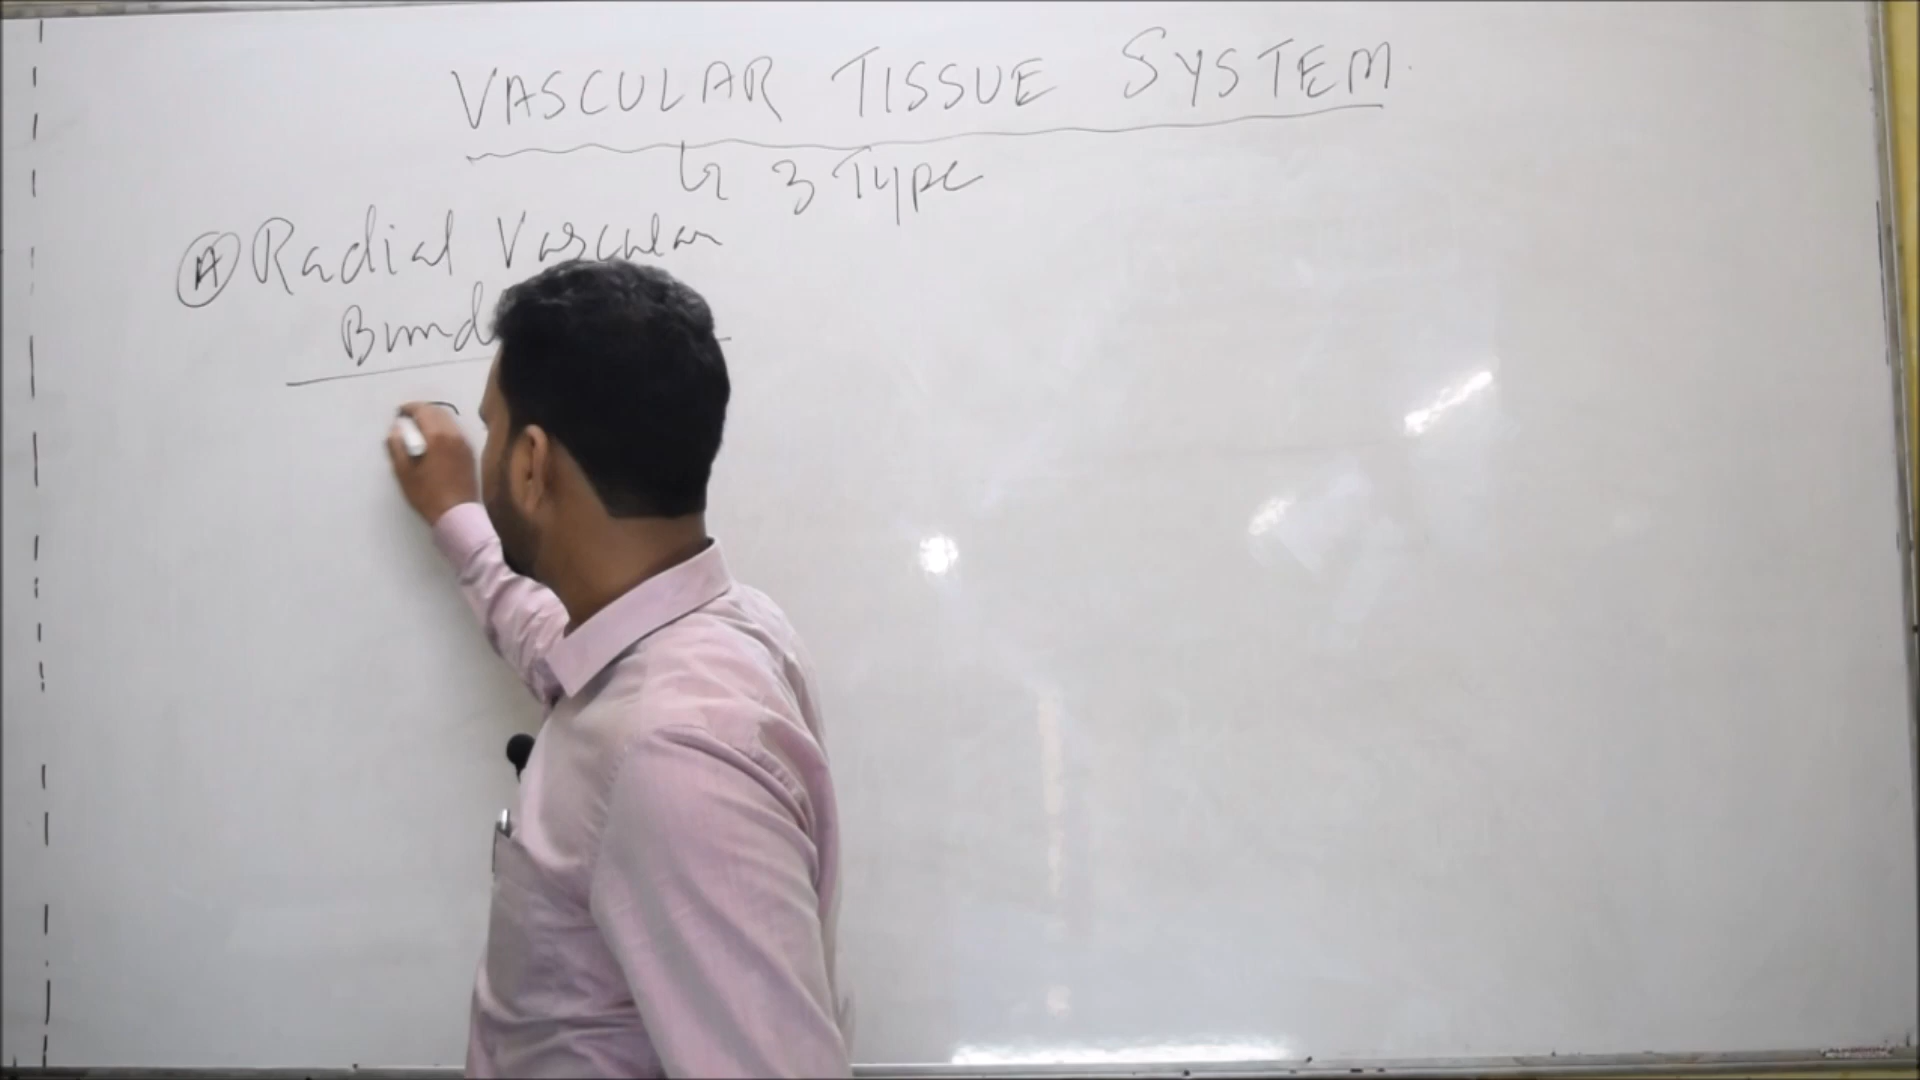 VASCULAR TISSUE SYSTEM.
↳ 3 Type
Ⓐ Radial Vascular